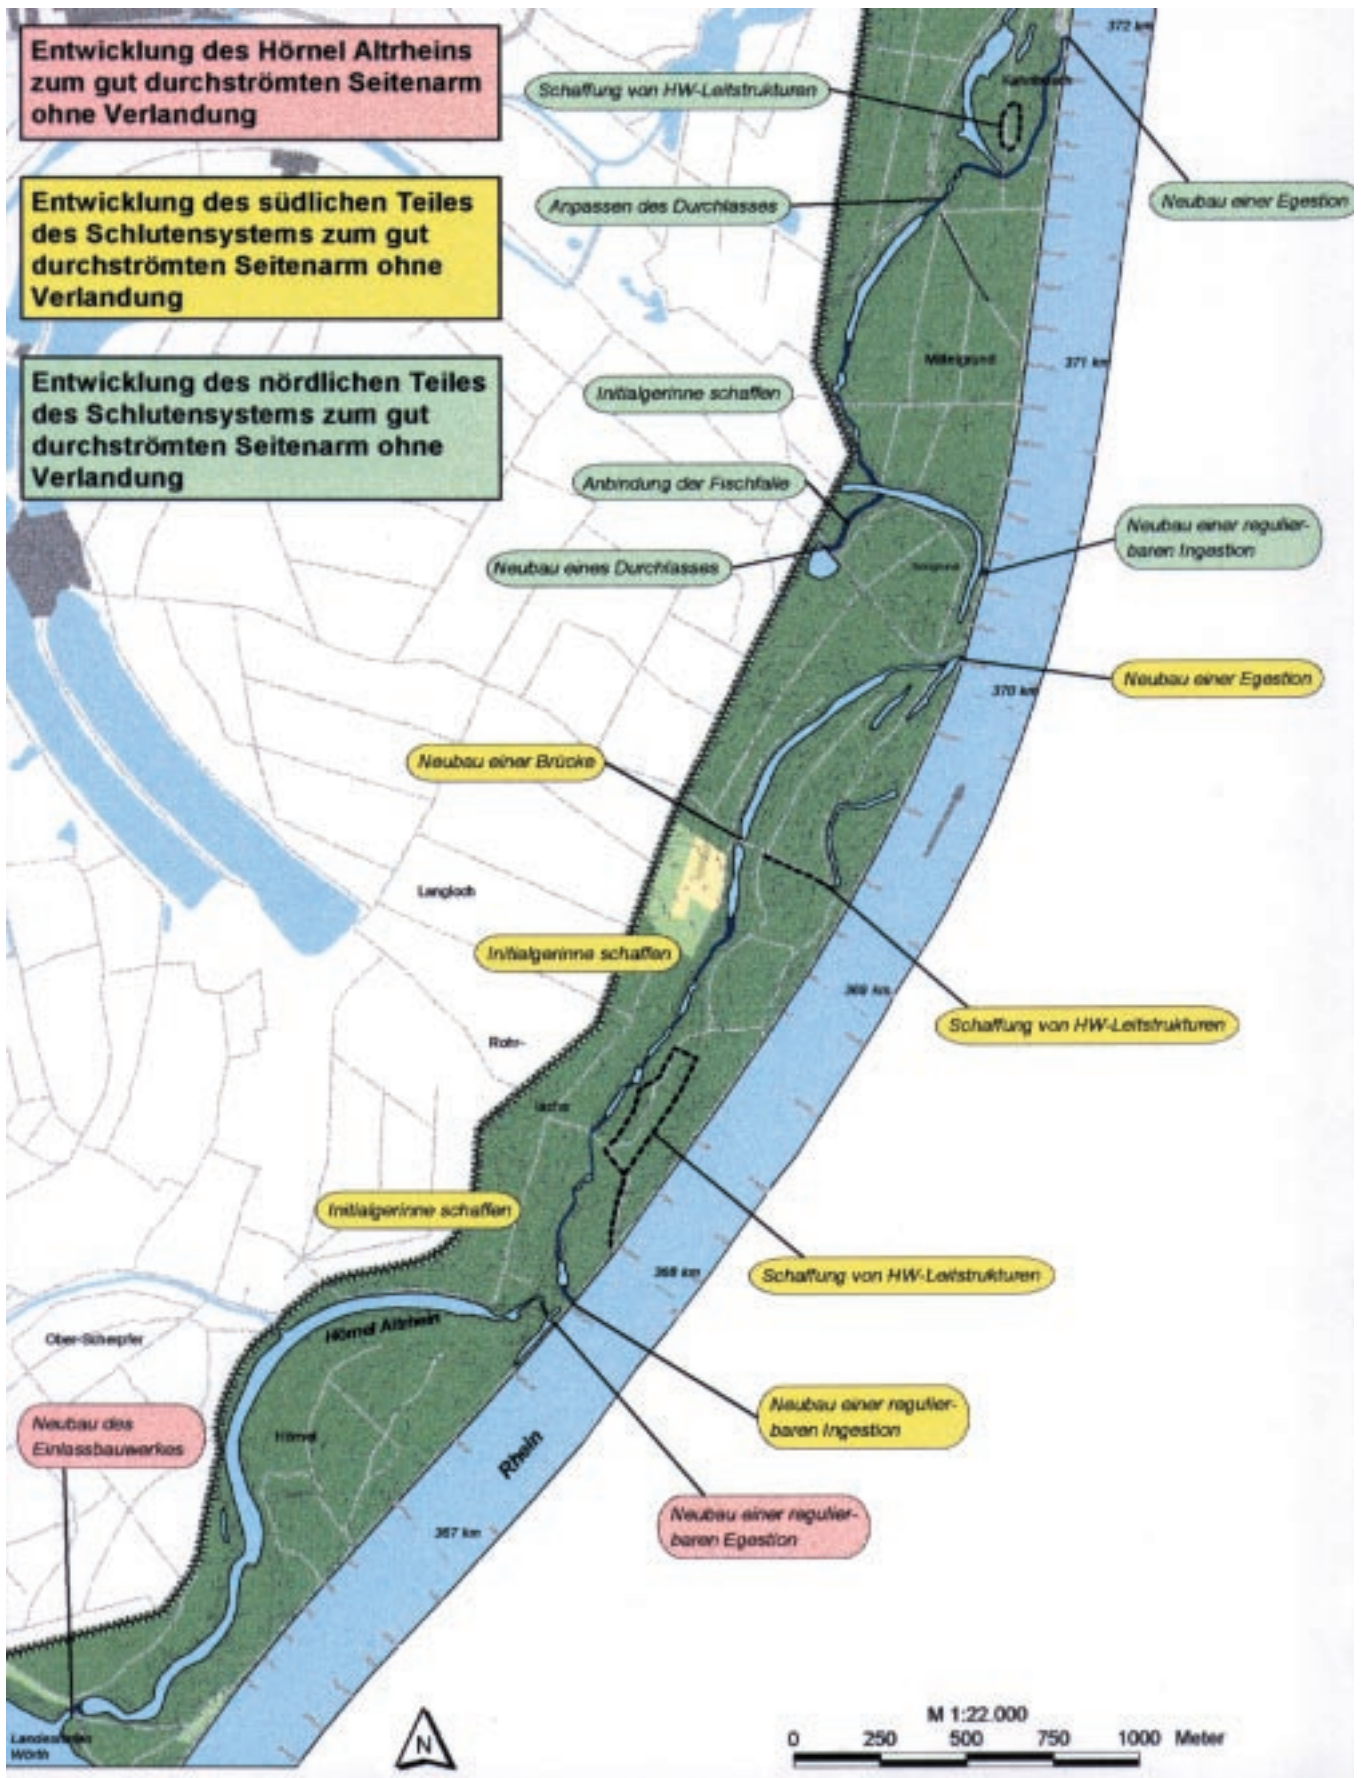 Entwicklung des Hörnel Altrheins
zum gut durchströmten Seitenarm
ohne Verlandung
Entwicklung des südlichen Teiles
des Schlutensystems zum gut
durchströmten Seitenarm ohne
Verlandung
Entwicklung des nördlichen Teiles
des Schlutensystems zum gut
durchströmten Seitenarm ohne
Verlandung
372 km
Schaffung von HW-Leitstrukturen
Anpassen des Durchlasses
Neubau einer Egestion
Mittelgrund
371 km
Initialgerinne schaffen
Anbindung der Fischfalle
Neubau eines Durchlasses
Neubau einer regulier-
baren Ingestion
Neubau einer Egestion
370 km
Neubau einer Brücke
Langloch
Initialgerinne schaffen
369 km
Schaffung von HW-Leitstrukturen
Rohr-
lache
Initialgerinne schaffen
368 km
Schaffung von HW-Leitstrukturen
Hörnel Altrhein
Ober-Scherpfer
Neubau des
Einlassbauwerkes
Hörnel
Neubau einer regulier-
baren Ingestion
Rhein
Neubau einer regulier-
baren Egestion
367 km
Landeshafen
Wörth
N
M 1:22.000
0 250 500 750 1000 Meter